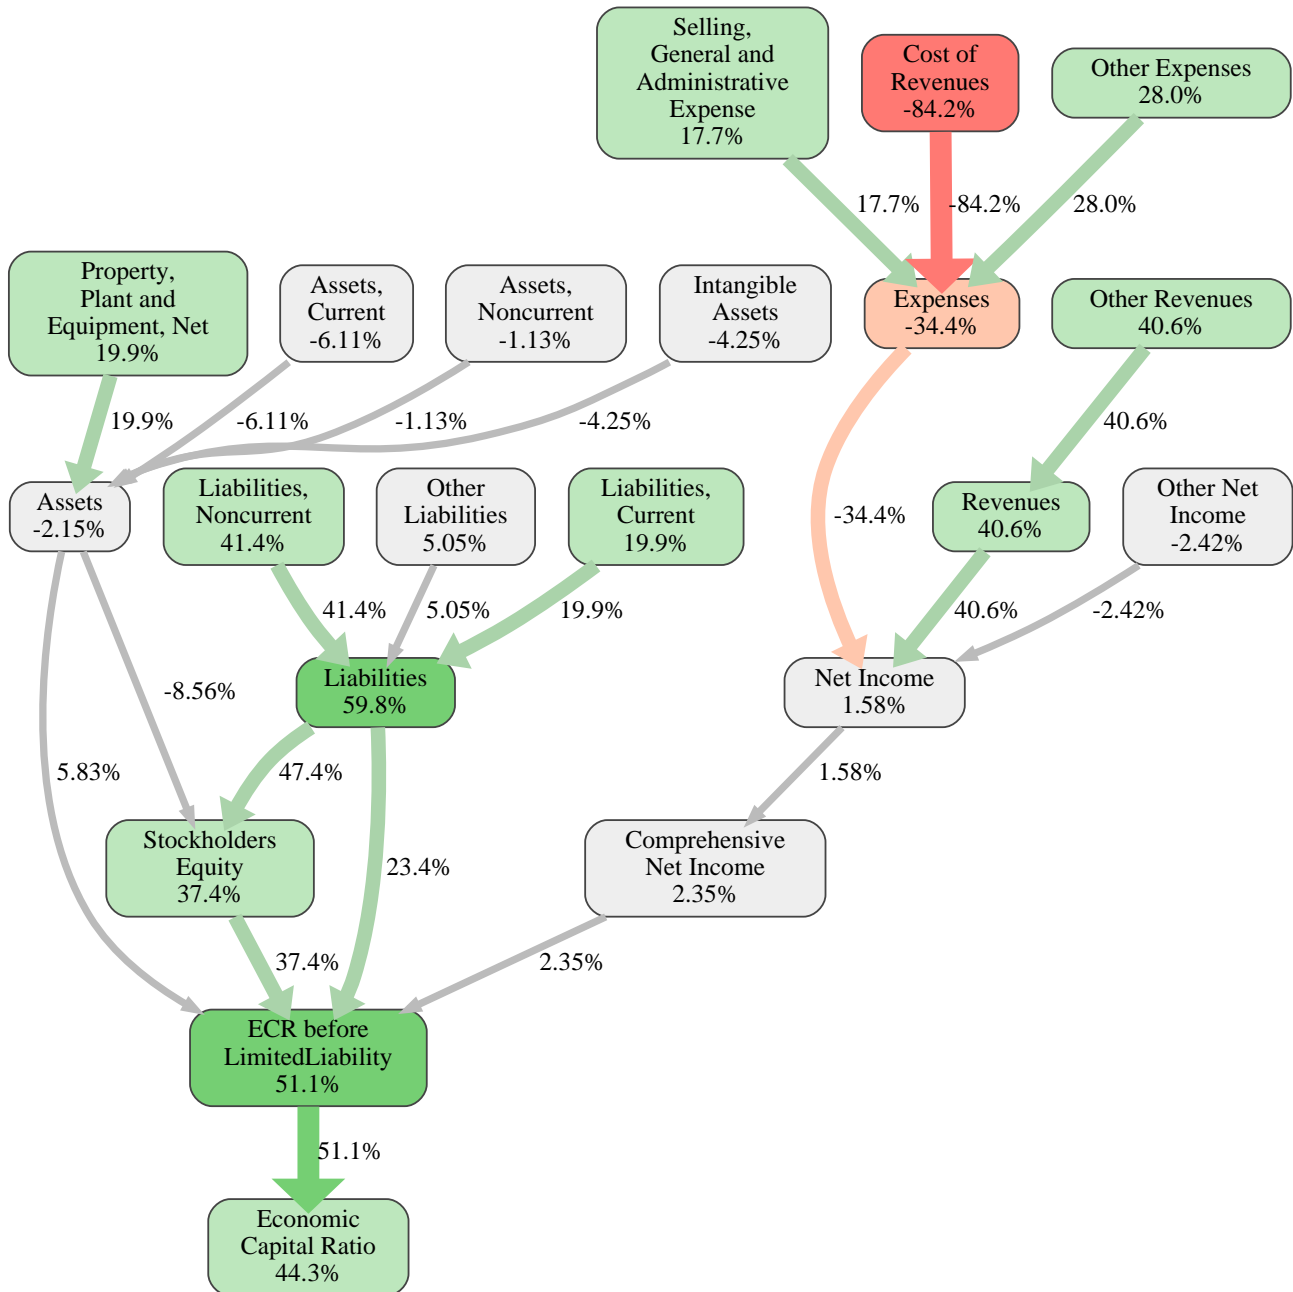 Selling,
General and
Administrative
Expense
17.7%
Cost of
Revenues
-84.2%
Other Expenses
28.0%
17.7%
-84.2%
28.0%
Property,
Plant and
Equipment, Net
19.9%
Assets,
Current
-6.11%
Assets,
Noncurrent
-1.13%
Intangible
Assets
-4.25%
Expenses
-34.4%
Other Revenues
40.6%
19.9%
-6.11%
-1.13%
-4.25%
40.6%
Assets
-2.15%
Liabilities,
Noncurrent
41.4%
Other
Liabilities
5.05%
Liabilities,
Current
19.9%
-34.4%
Revenues
40.6%
Other Net
Income
-2.42%
41.4%
5.05%
19.9%
40.6%
-2.42%
-8.56%
Liabilities
59.8%
Net Income
1.58%
5.83%
47.4%
1.58%
Stockholders
Equity
37.4%
23.4%
Comprehensive
Net Income
2.35%
37.4%
2.35%
ECR before
LimitedLiability
51.1%
51.1%
Economic
Capital Ratio
44.3%